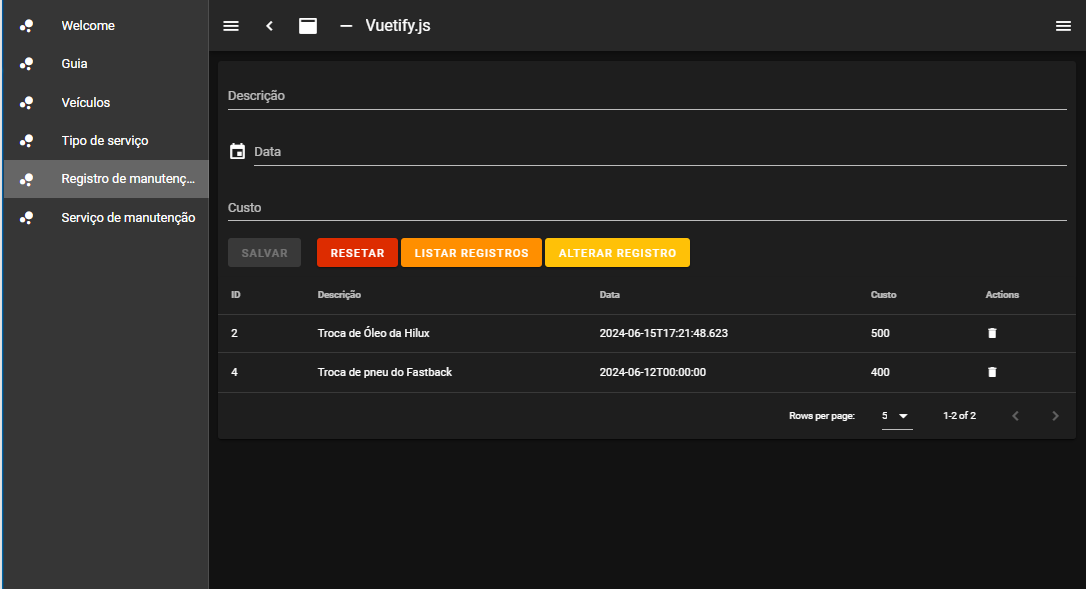 Welcome
Guia
Veículos
Tipo de serviço
Registro de manutenç...
Serviço de manutenção
Vuetify.js
Descrição
Data
Custo
SALVAR RESETAR LISTAR REGISTROS ALTERAR REGISTRO
ID Descrição Data Custo Actions
2 Troca de Óleo da Hilux 2024-06-15T17:21:48.623 500
4 Troca de pneu do Fastback 2024-06-12T00:00:00 400
Rows per page: 5 1-2 of 2